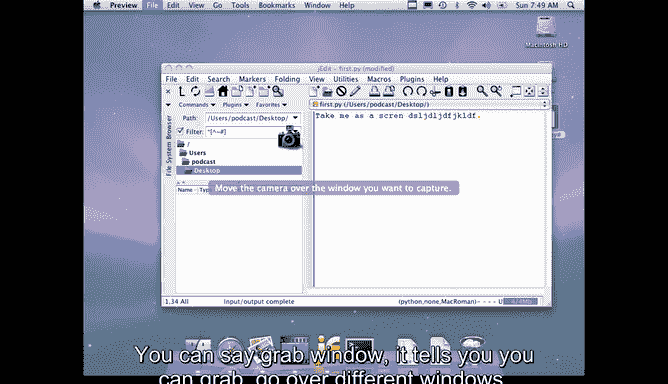 Preview File Edit View Go Tools Bookmarks Window Help Sun 7:49 AM
Macintosh HD
jEdit - first.py (modified)
File Edit Search Markers Folding View Utilities Macros Plugins Help
Commands Plugins Favorites
first.py (/Users/podcast/Desktop/)
Path: /Users/podcast/Desktop/
Take me as a scren dsljdljdfjkldf.
Filter: *[^~#]
File System Browser
/
Users
podcast
Desktop
Name Typ
Move the camera over the window you want to capture.
1,34 All Input/output complete (python,none,MacRoman)- - - - U
You can say grab window, it tells you you
can grab, go over different windows